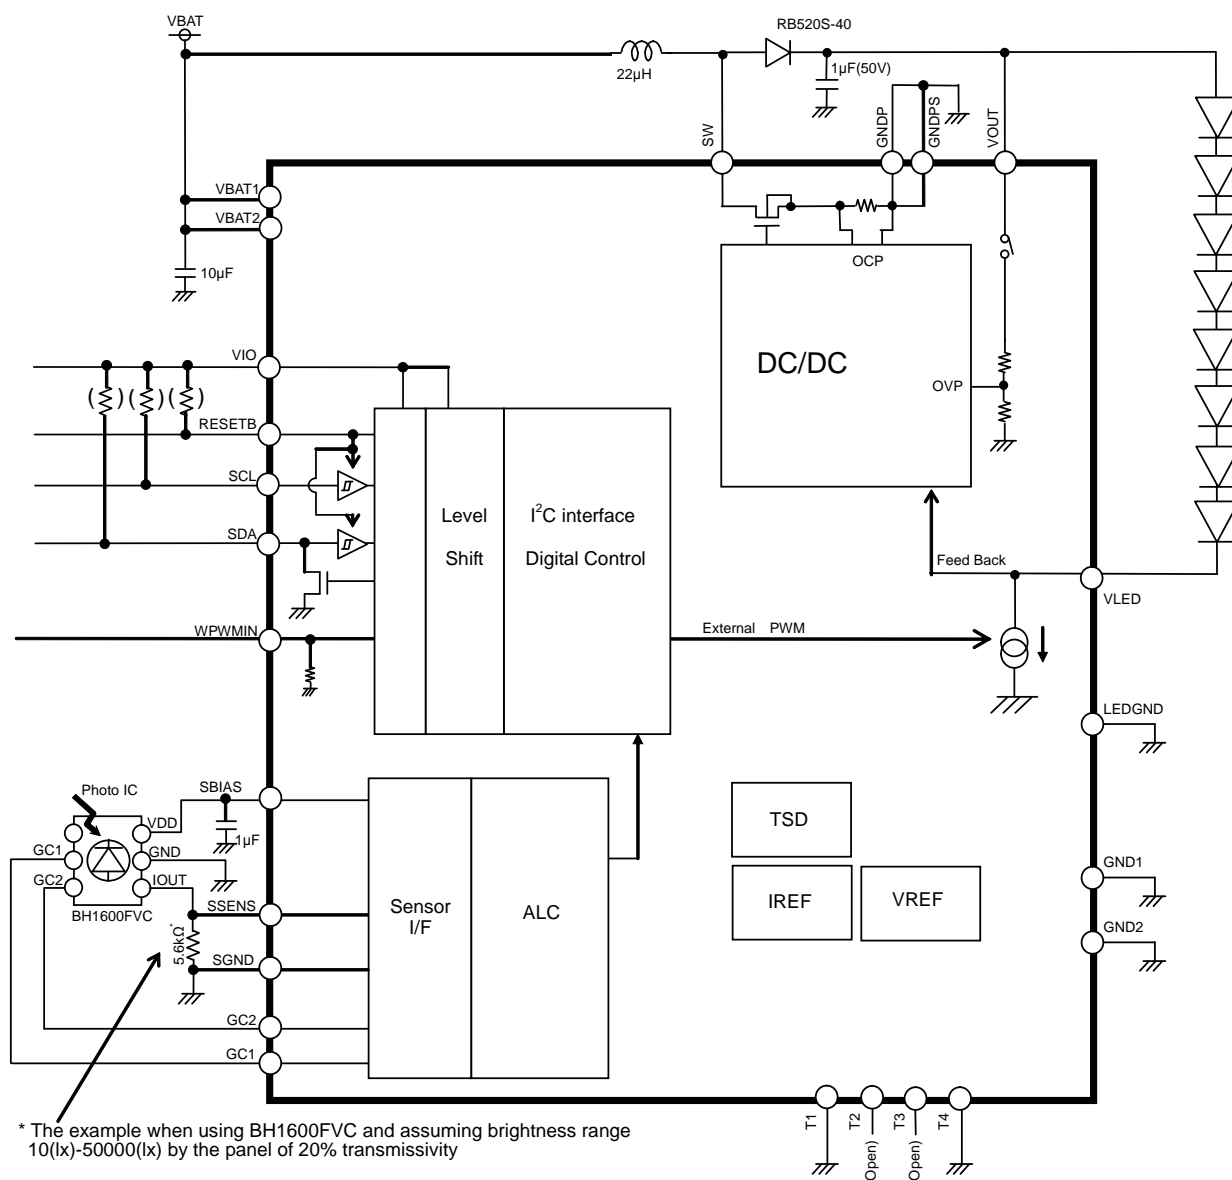 VBAT
RB520S-40
22µH
1µF(50V)
SW
GNDP
GNDPS
VOUT
VBAT1
VBAT2
10µF
OCP
DC/DC
OVP
VIO
( ) ( ) ( )
RESETB
SCL
SDA
Level
Shift
I²C interface
Digital Control
Feed Back
VLED
WPWMIN
External PWM
LEDGND
Photo IC
SBIAS
VDD
1µF
GC1
GND
GC2
IOUT
BH1600FVC
SSENS
5.6kΩ*
SGND
GC2
GC1
Sensor
I/F
ALC
TSD
IREF
VREF
GND1
GND2
T1
T2
T3
T4
Open)
Open)
* The example when using BH1600FVC and assuming brightness range
10(lx)-50000(lx) by the panel of 20% transmissivity